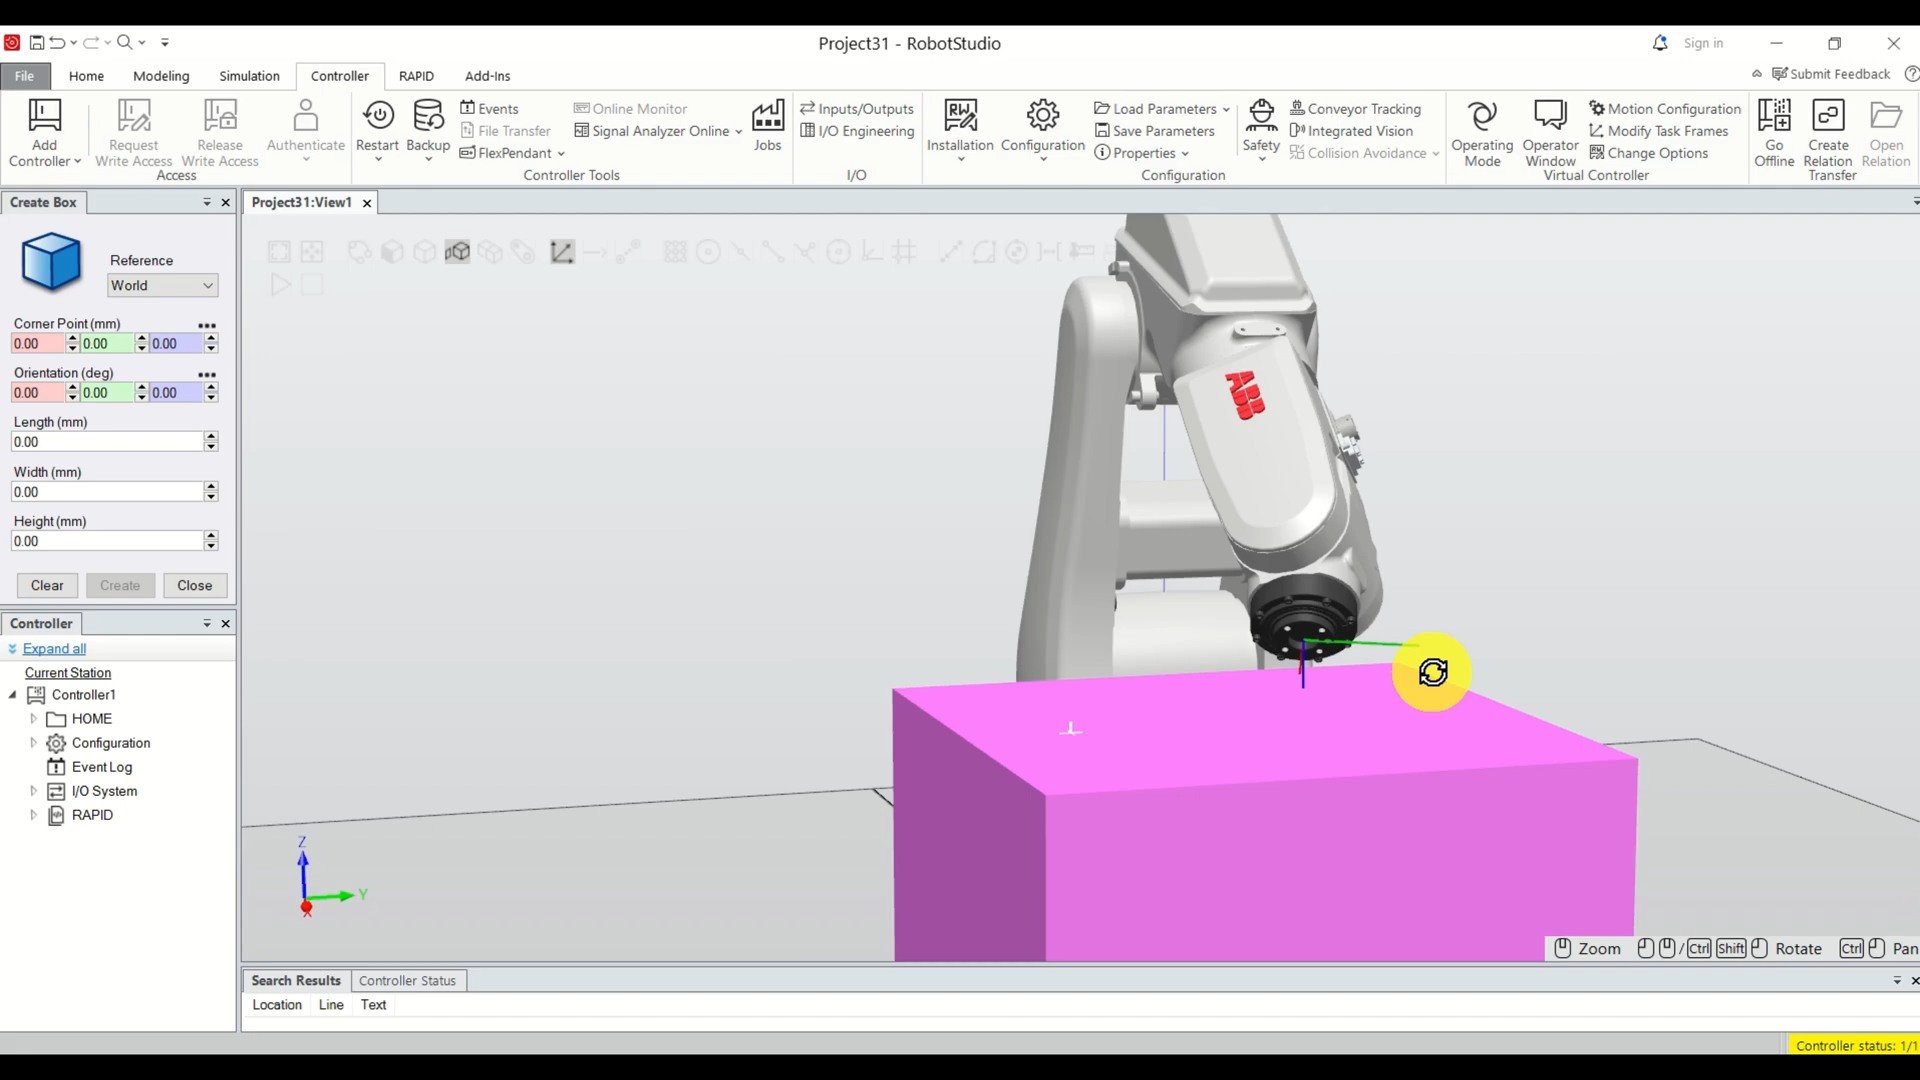 Project31 - RobotStudio
Sign in
File Home Modeling Simulation Controller RAPID Add-Ins
Submit Feedback
Add Controller
Request Write Access
Release Write Access
Authenticate
Access
Restart
Backup
Events
File Transfer
FlexPendant
Online Monitor
Signal Analyzer Online
Jobs
Controller Tools
Inputs/Outputs
I/O Engineering
I/O
Installation
Configuration
Load Parameters
Save Parameters
Properties
Safety
Conveyor Tracking
Integrated Vision
Collision Avoidance
Configuration
Operating Mode
Operator Window
Motion Configuration
Modify Task Frames
Change Options
Virtual Controller
Go Offline
Create Relation
Open Relation
Transfer
Create Box
Project31:View1
Reference
World
Corner Point (mm)
0.00 0.00 0.00
Orientation (deg)
0.00 0.00 0.00
Length (mm)
0.00
Width (mm)
0.00
Height (mm)
0.00
Clear Create Close
Controller
Expand all
Current Station
Controller1
HOME
Configuration
Event Log
I/O System
RAPID
ABB
Z
Y
X
Zoom / Ctrl Shift Rotate Ctrl Pan
Search Results Controller Status
Location Line Text
Controller status: 1/1